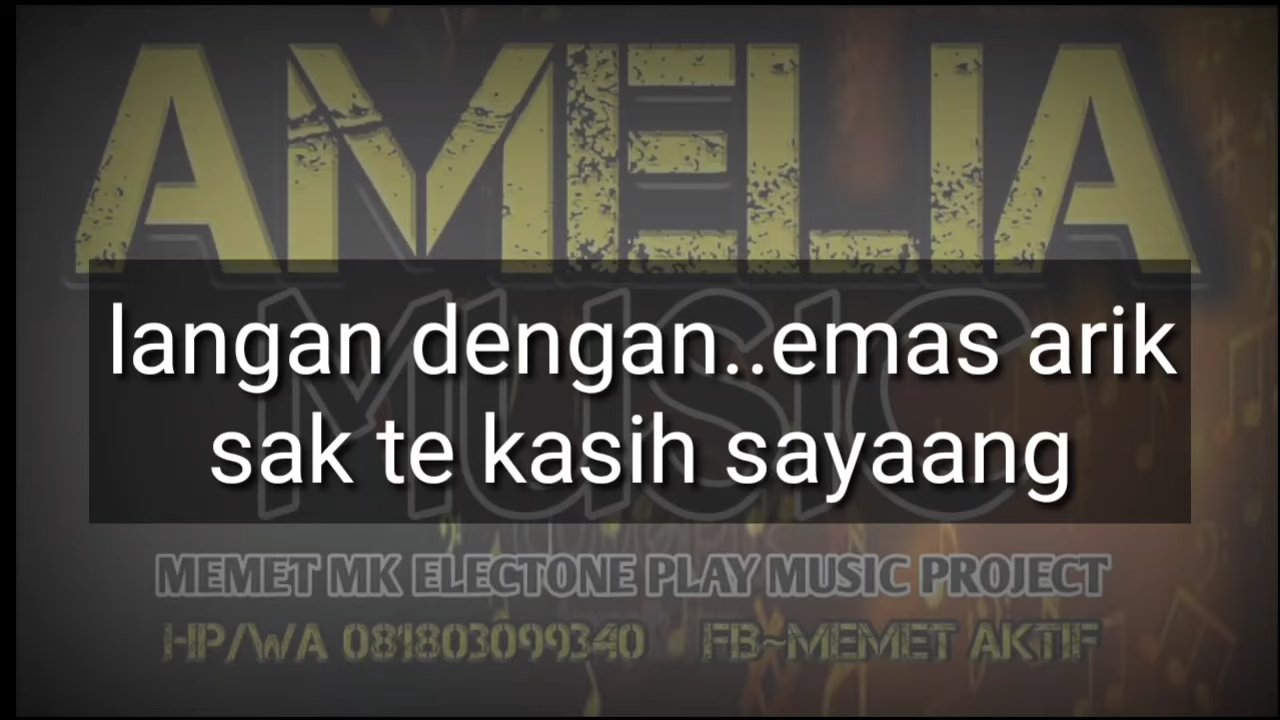 AMELIA
MUSIC
langan dengan..emas arik
sak te kasih sayaang
MEMET MK ELECTONE PLAY MUSIC PROJECT
HP/WA 081803099340 FB~MEMET AKTIF